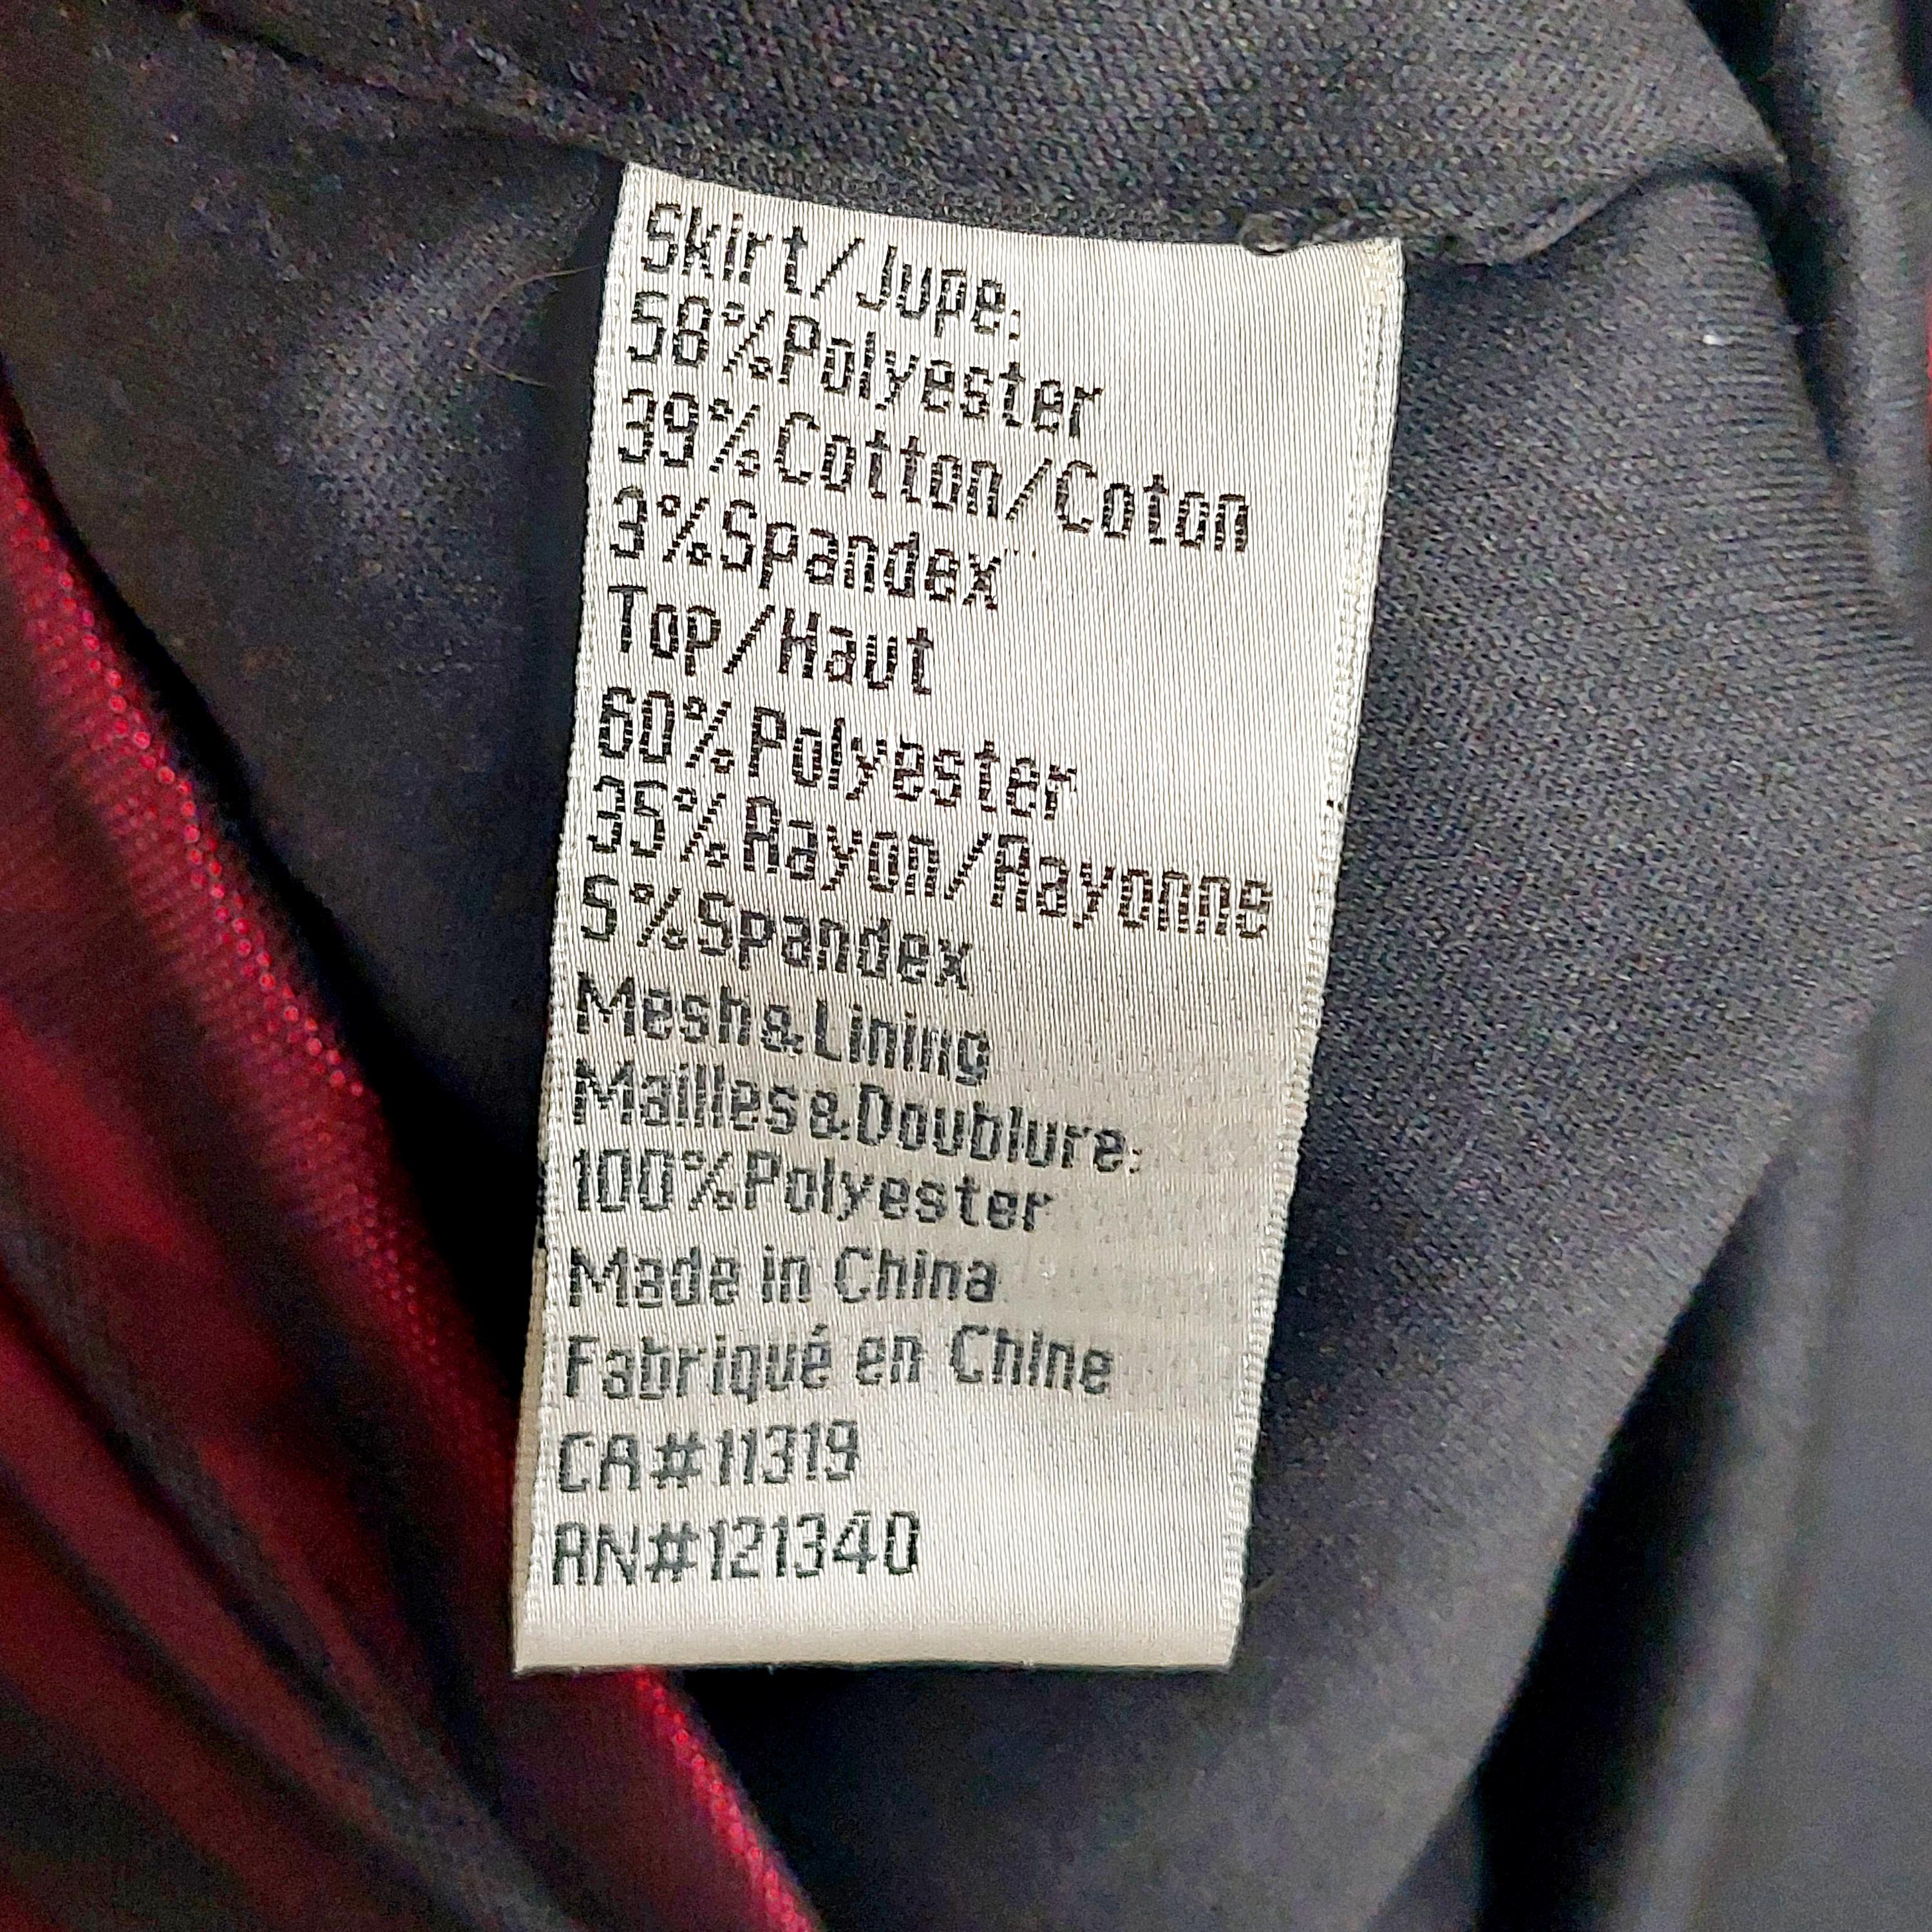 Skirt/Jupe:
58%Polyester
39%Cotton/Coton
3%Spandex
Top/Haut
60%Polyester
35%Rayon/Rayonne
5%Spandex
Mesh&Lining
Mailles&Doublure:
100%Polyester
Made in China
Fabriqué en Chine
CA#11319
RN#121340